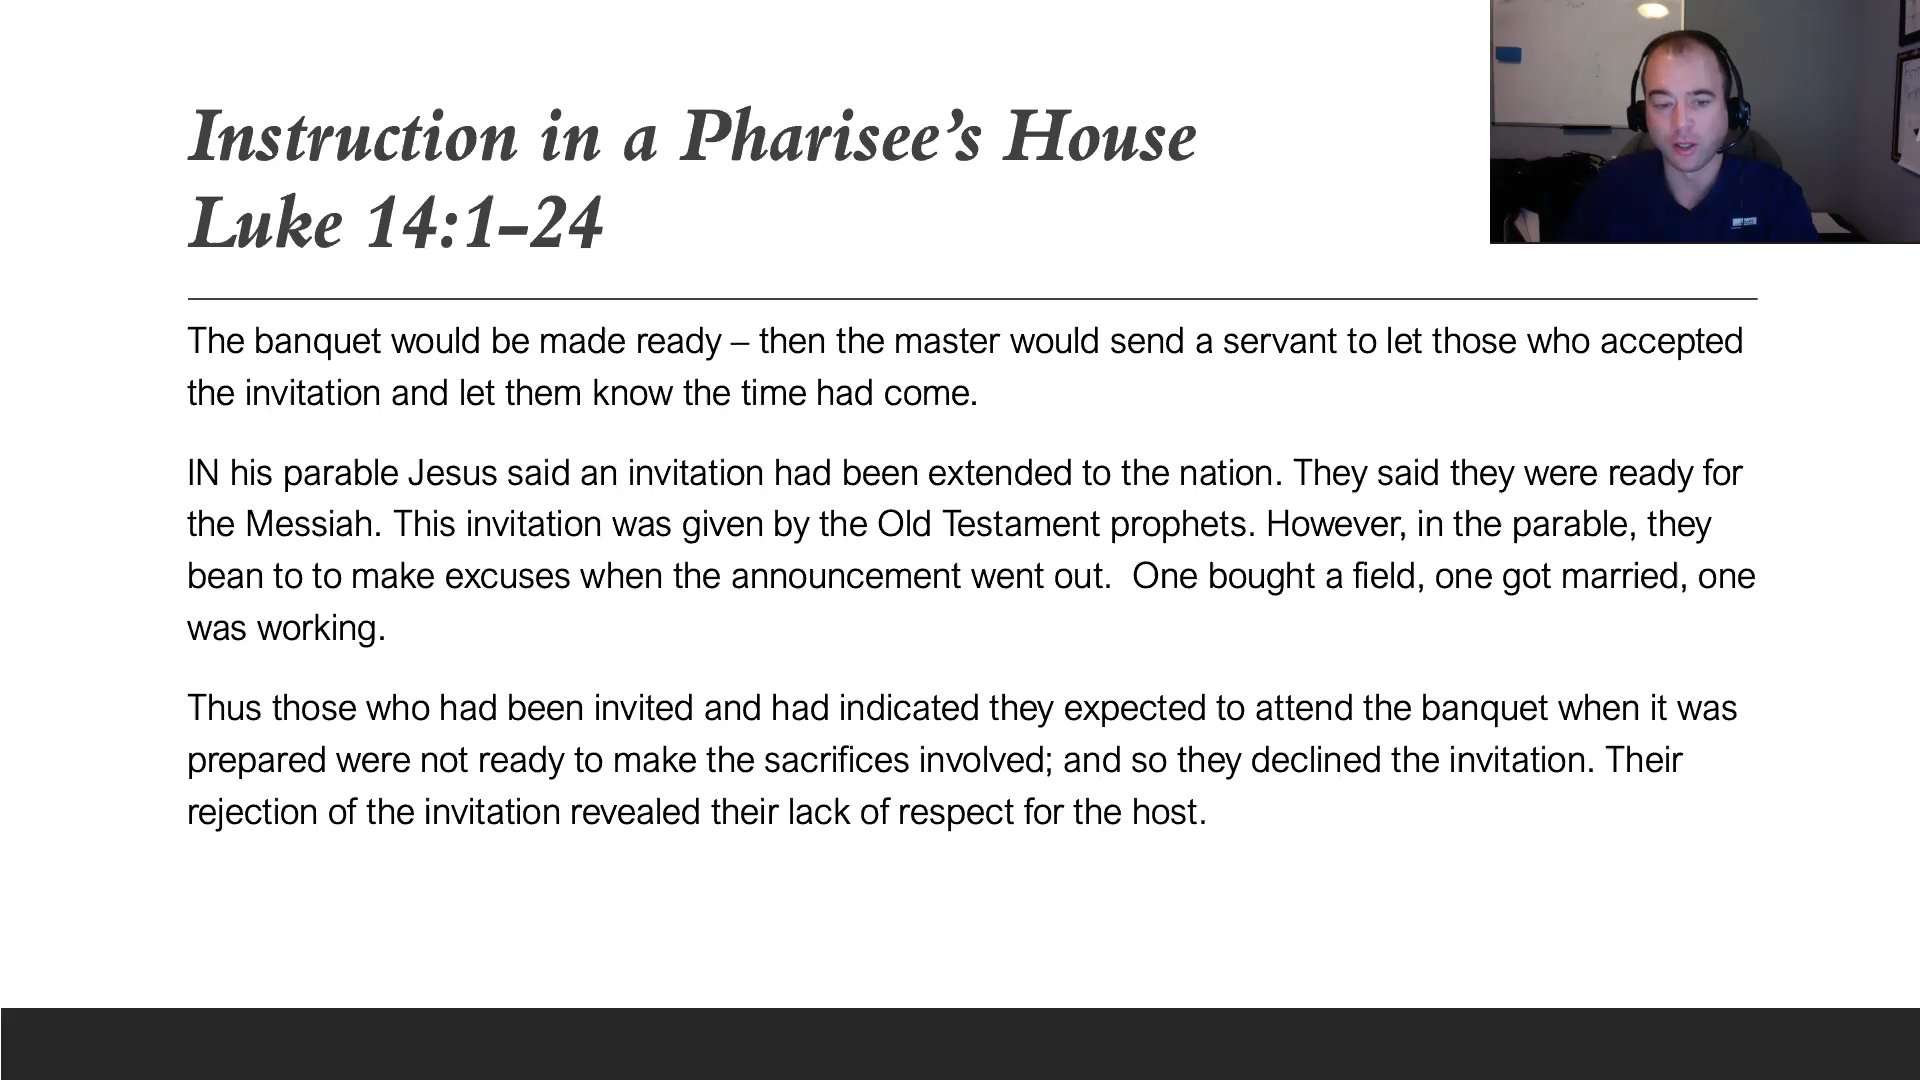 Instruction in a Pharisee’s House
Luke 14:1–24
The banquet would be made ready – then the master would send a servant to let those who accepted
the invitation and let them know the time had come.
IN his parable Jesus said an invitation had been extended to the nation. They said they were ready for
the Messiah. This invitation was given by the Old Testament prophets. However, in the parable, they
bean to to make excuses when the announcement went out.  One bought a field, one got married, one
was working.
Thus those who had been invited and had indicated they expected to attend the banquet when it was
prepared were not ready to make the sacrifices involved; and so they declined the invitation. Their
rejection of the invitation revealed their lack of respect for the host.